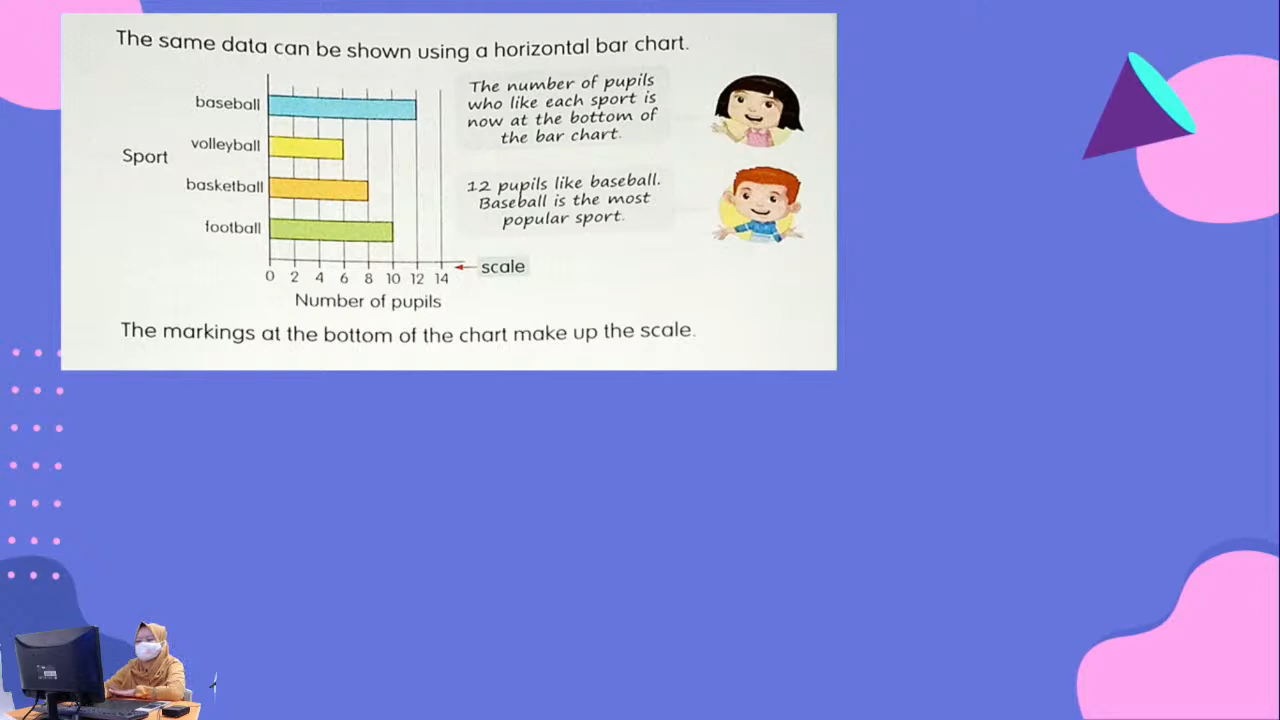 The same data can be shown using a horizontal bar chart.
The number of pupils
who like each sport is
now at the bottom of
the bar chart.
12 pupils like baseball.
Baseball is the most
popular sport.
Sport
baseball
volleyball
basketball
football
0 2 4 6 8 10 12 14
scale
Number of pupils
The markings at the bottom of the chart make up the scale.